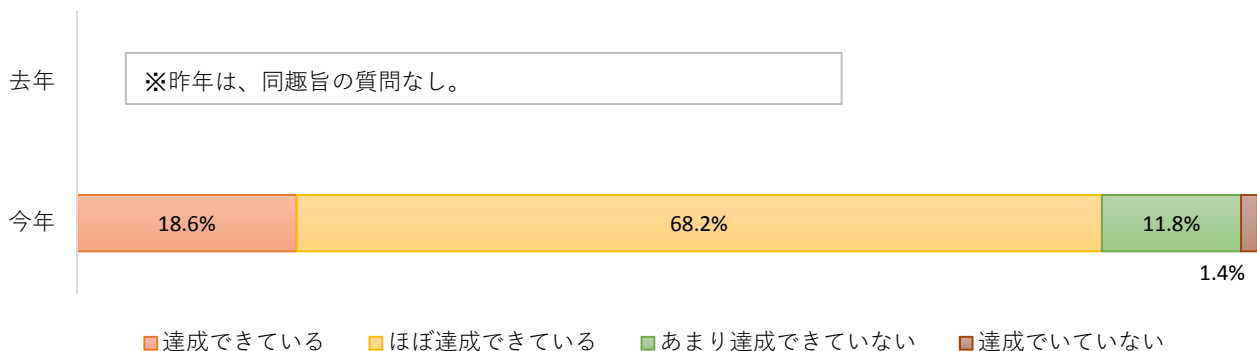 去年
※昨年は、同趣旨の質問なし。
今年
18.6%
68.2%
11.8%
1.4%
達成できている ほぼ達成できている あまり達成できていない 達成でいていない